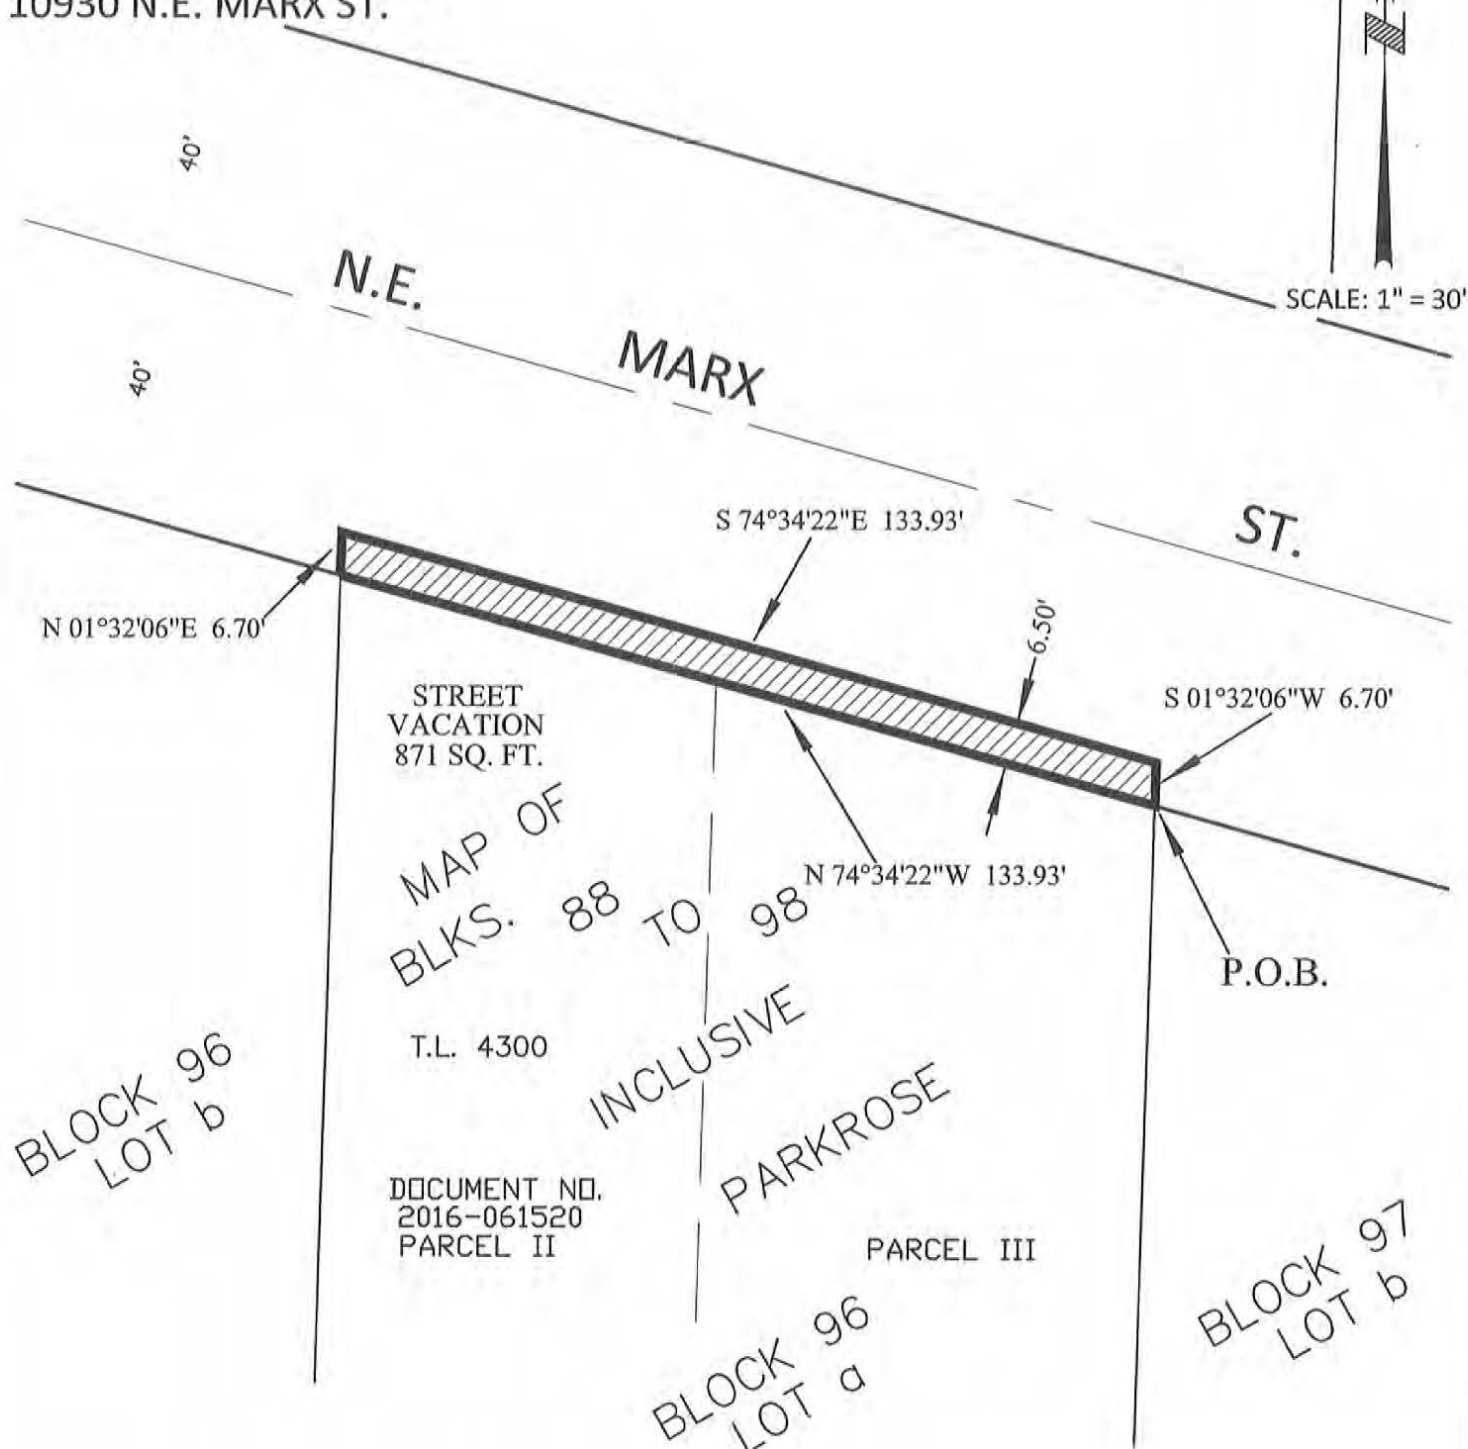 10930 N.E. MARX ST.
40'
SCALE: 1" = 30'
N.E. MARX ST.
40'
S 74°34'22"E 133.93'
N 01°32'06"E 6.70'
6.50'
STREET
VACATION
871 SQ. FT.
S 01°32'06"W 6.70'
N 74°34'22"W 133.93'
P.O.B.
MAP OF
BLKS. 88 TO 98
INCLUSIVE
PARKROSE
T.L. 4300
BLOCK 96
LOT b
DOCUMENT NO.
2016-061520
PARCEL II
PARCEL III
BLOCK 97
LOT b
BLOCK 96
LOT a